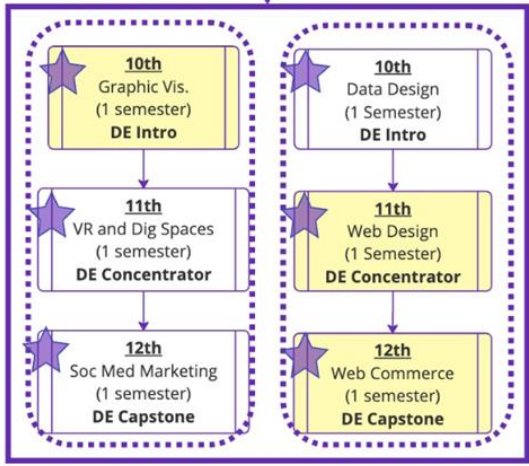 10th
Graphic Vis.
(1 semester)
DE Intro
11th
VR and Dig Spaces
(1 semester)
DE Concentrator
12th
Soc Med Marketing
(1 semester)
DE Capstone
10th
Data Design
(1 Semester)
DE Intro
11th
Web Design
(1 Semester)
DE Concentrator
12th
Web Commerce
(1 semester)
DE Capstone